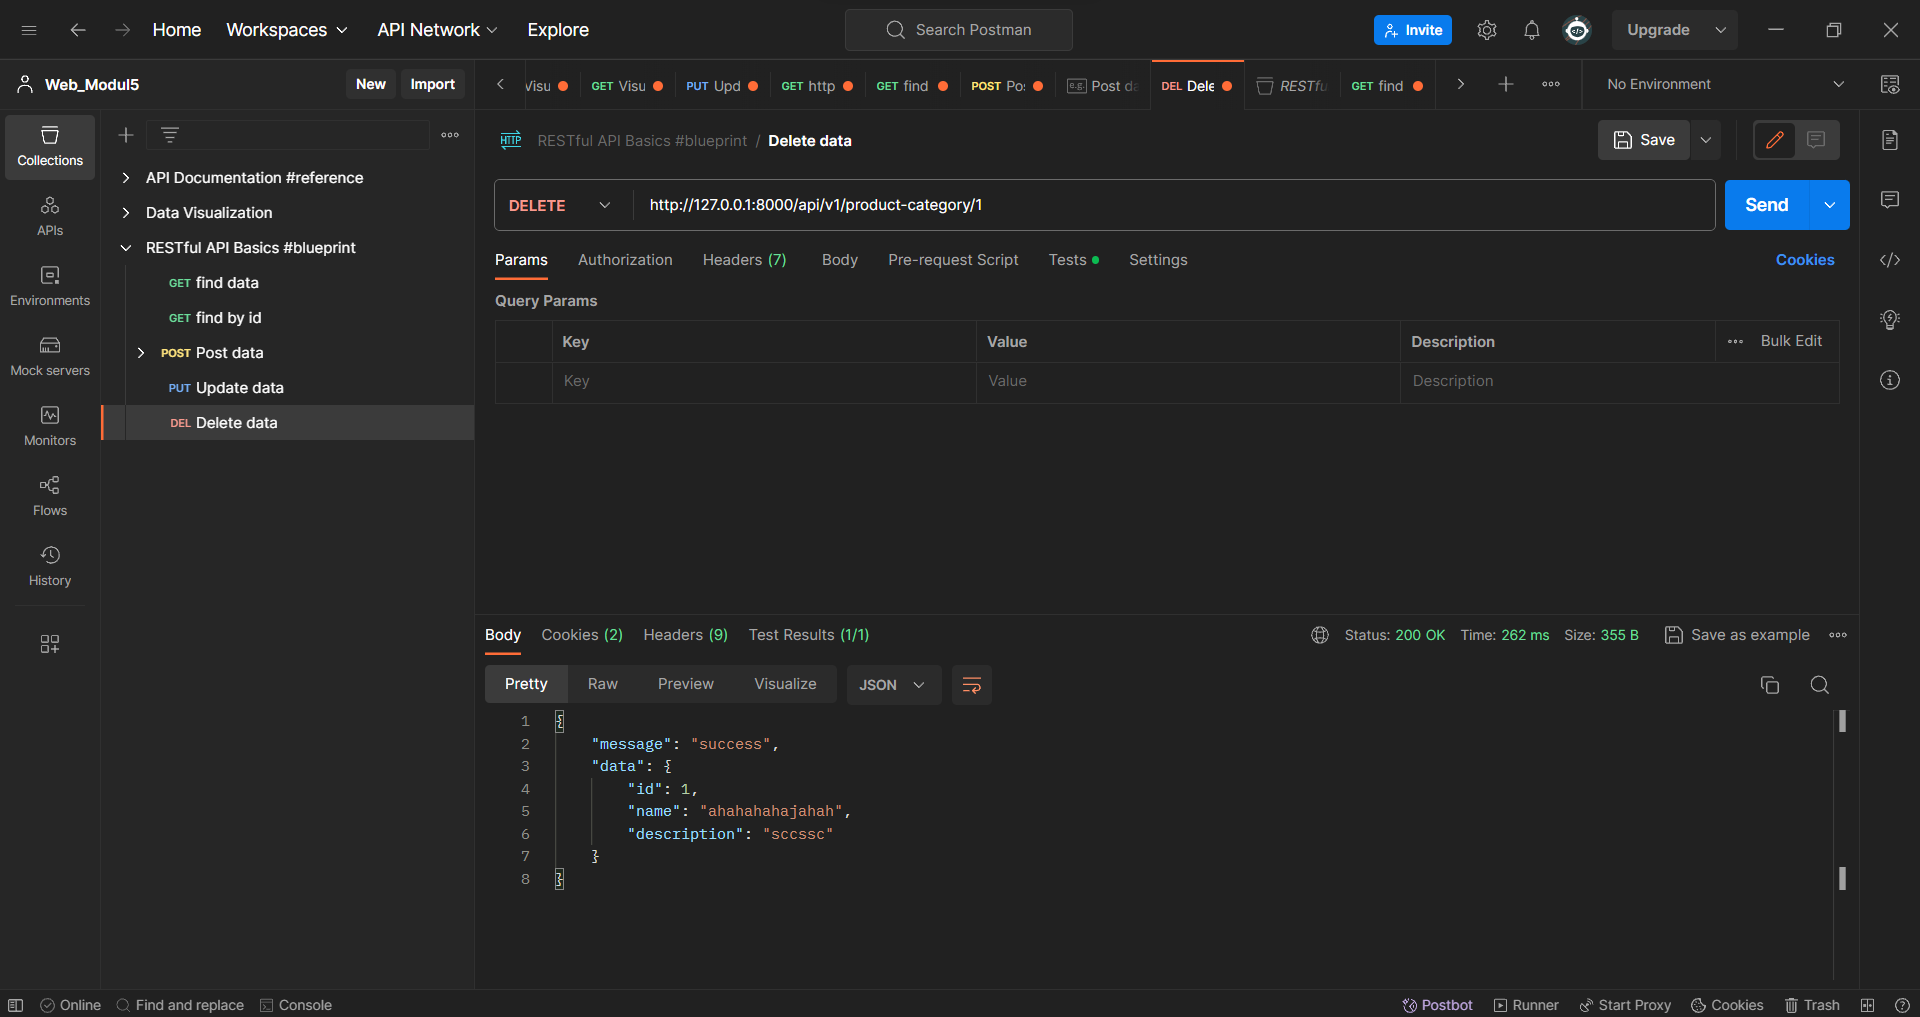 Home Workspaces API Network Explore Search Postman Invite Upgrade
Web_Modul5 New Import
Visu GET Visu PUT Upd GET http GET find POST Po e.g. Post da DEL Dele RESTfu GET find No Environment
Collections
APIs
Environments
Mock servers
Monitors
Flows
History
API Documentation #reference
Data Visualization
RESTful API Basics #blueprint
GET find data
GET find by id
POST Post data
PUT Update data
DEL Delete data
HTTP RESTful API Basics #blueprint / Delete data Save
DELETE http://127.0.0.1:8000/api/v1/product-category/1 Send
Params Authorization Headers (7) Body Pre-request Script Tests Settings Cookies
Query Params
Key Value Description Bulk Edit
Key Value Description
Body Cookies (2) Headers (9) Test Results (1/1) Status: 200 OK Time: 262 ms Size: 355 B Save as example
Pretty Raw Preview Visualize JSON
1 {
2 "message": "success",
3 "data": {
4 "id": 1,
5 "name": "ahahahahajahah",
6 "description": "sccssc"
7 }
8 }
Online Find and replace Console Postbot Runner Start Proxy Cookies Trash